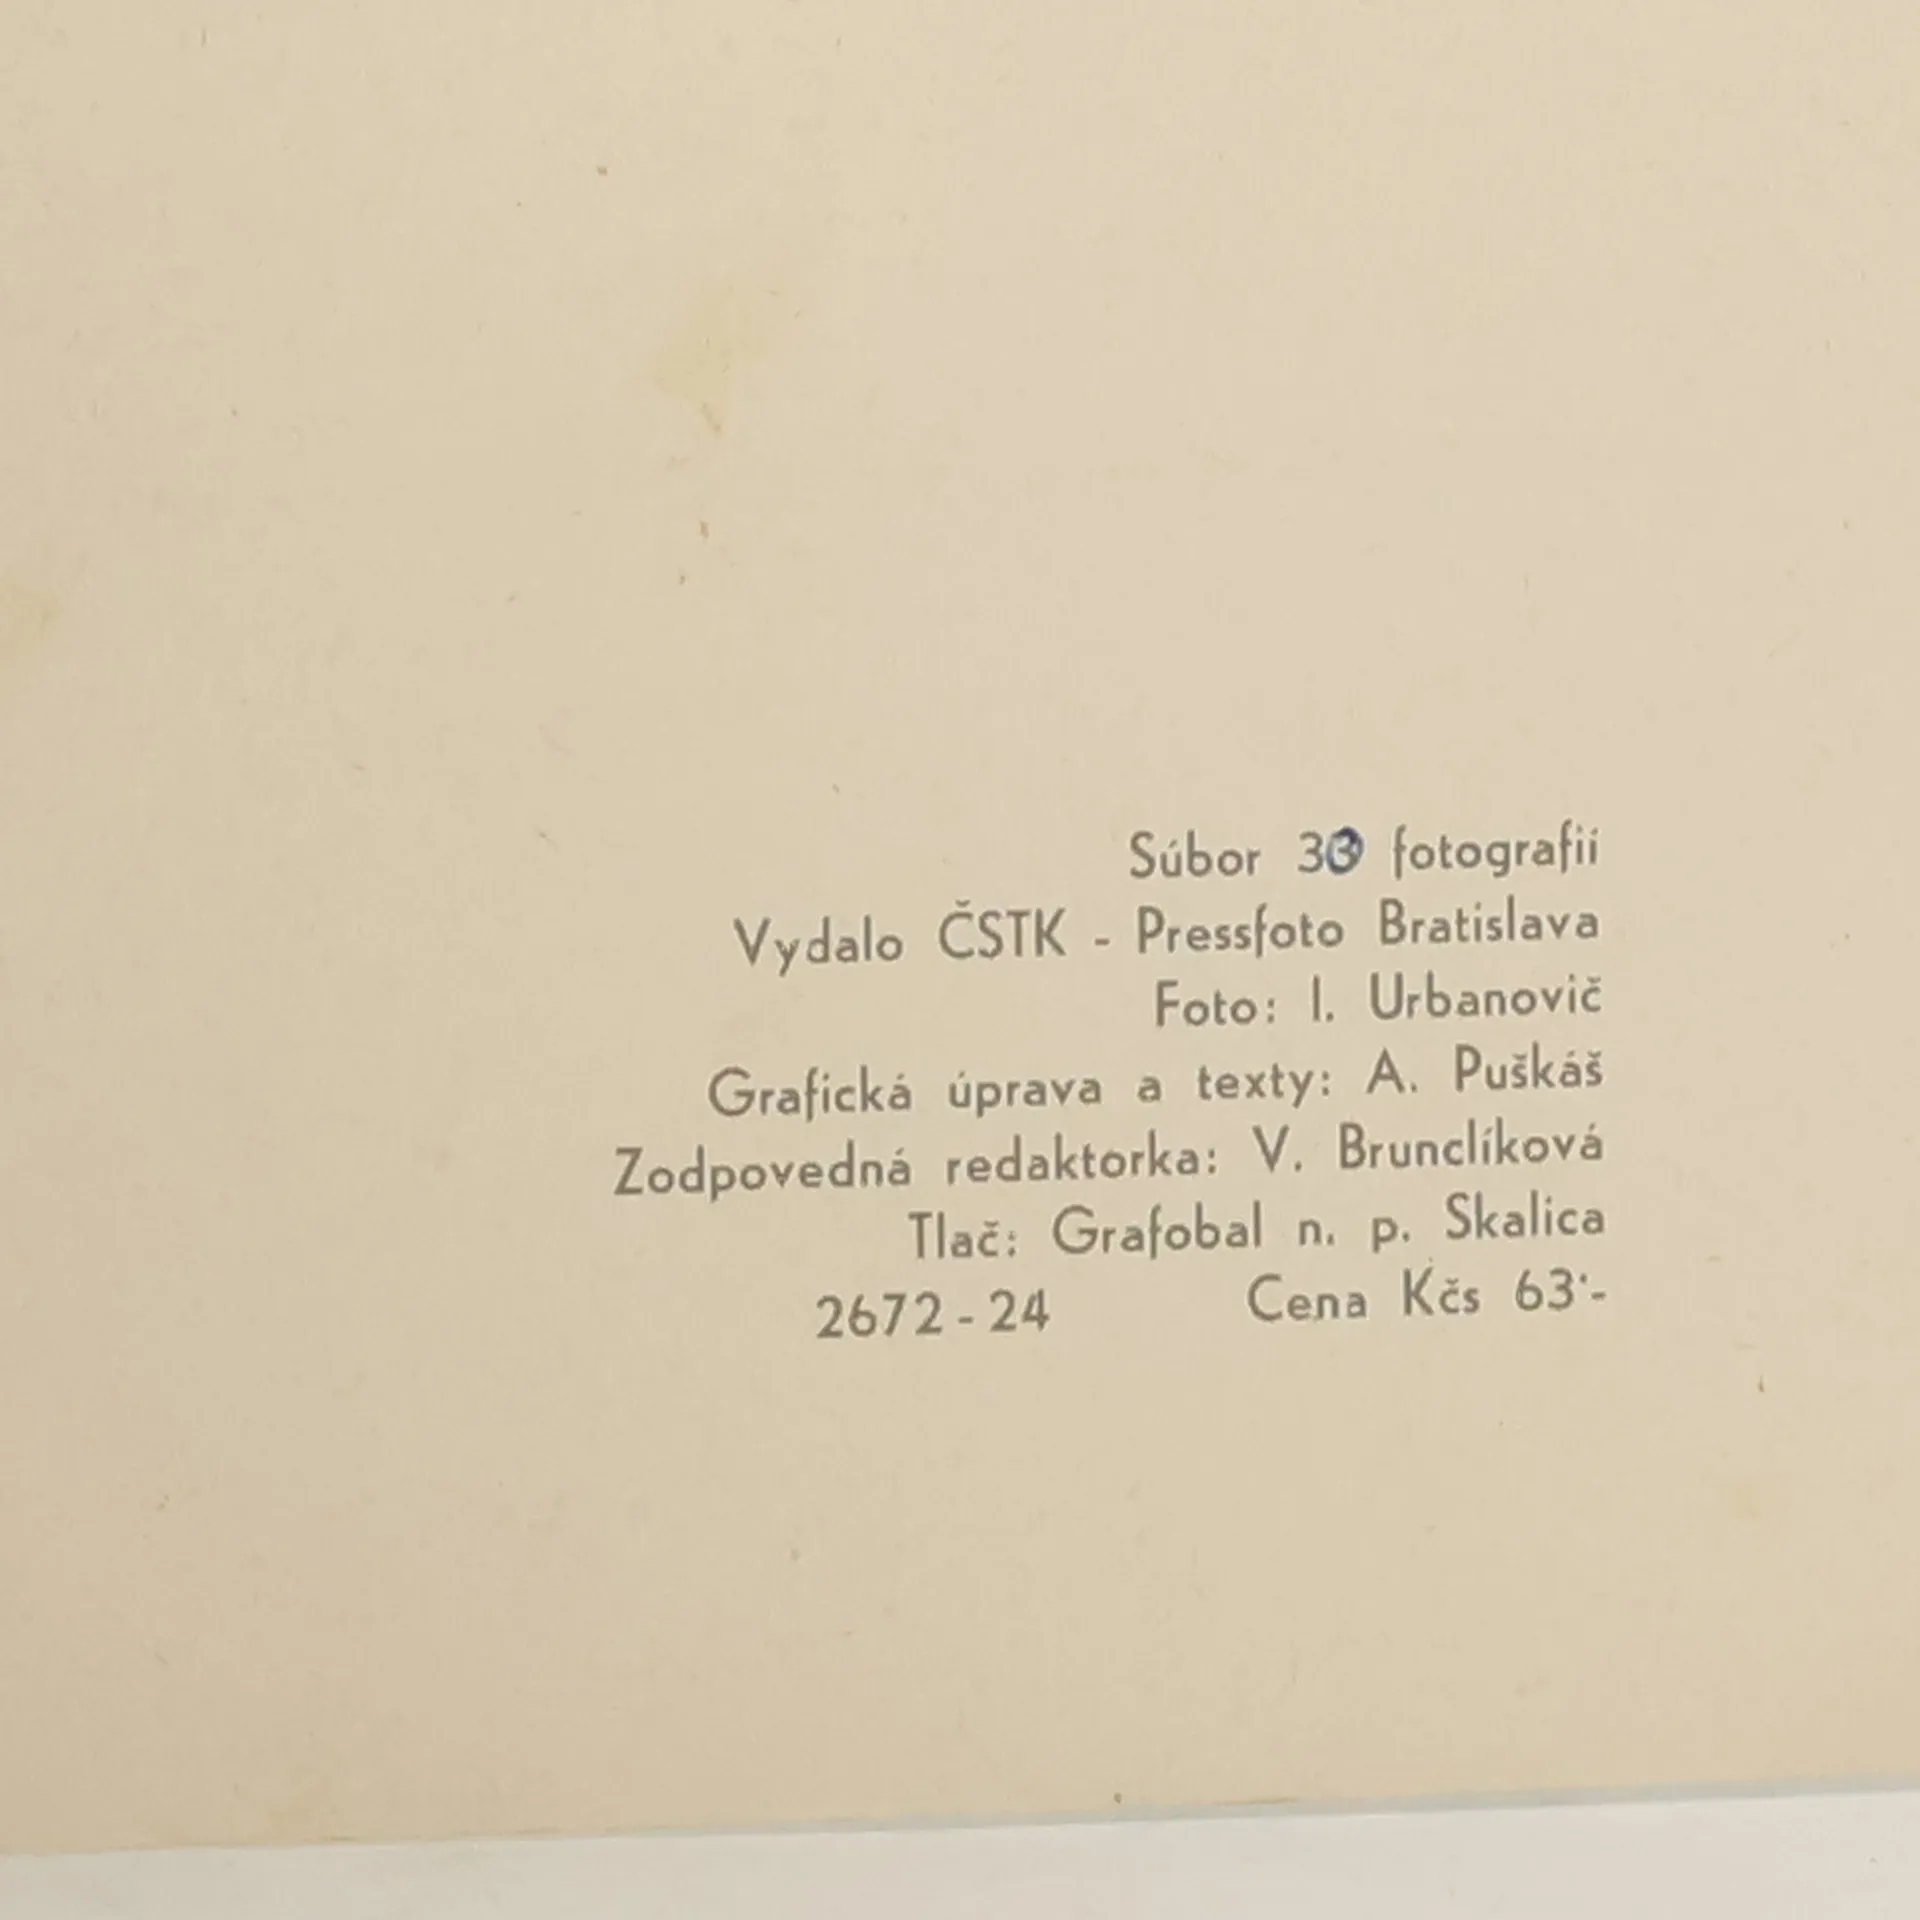 Súbor 30 fotografií
Vydalo ČSTK - Pressfoto Bratislava
Foto: I. Urbanovič
Grafická úprava a texty: A. Puškáš
Zodpovedná redaktorka: V. Brunclíková
Tlač: Grafobal n. p. Skalica
2672 - 24 Cena Kčs 63·-